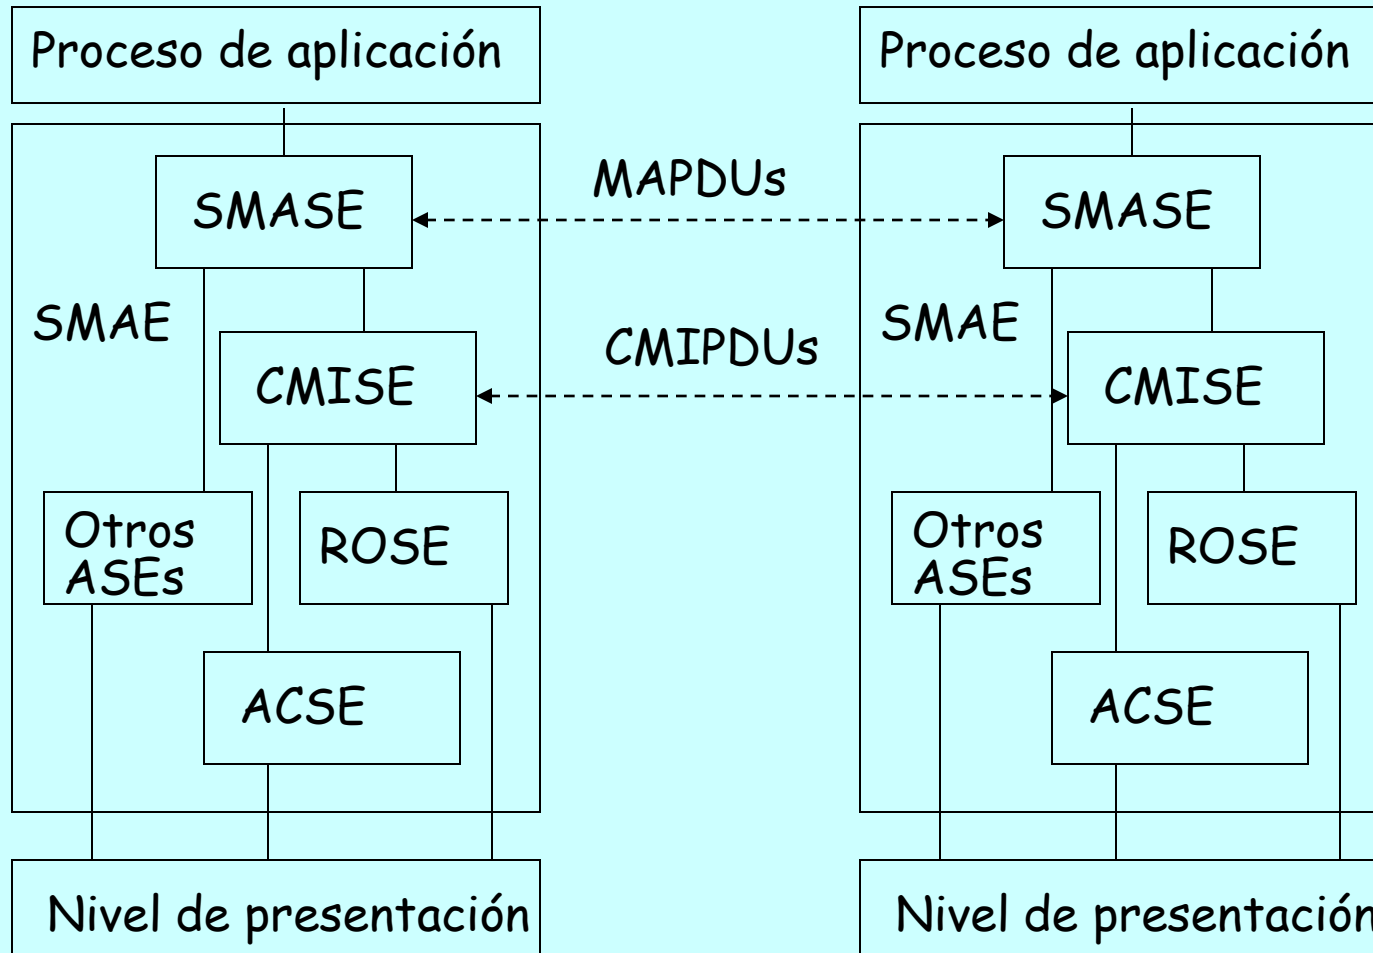 Proceso de aplicación
Proceso de aplicación
MAPDUs
SMASE
SMASE
SMAE
SMAE
CMIPDUs
CMISE
CMISE
Otros
ASEs
ROSE
Otros
ASEs
ROSE
ACSE
ACSE
Nivel de presentación
Nivel de presentación